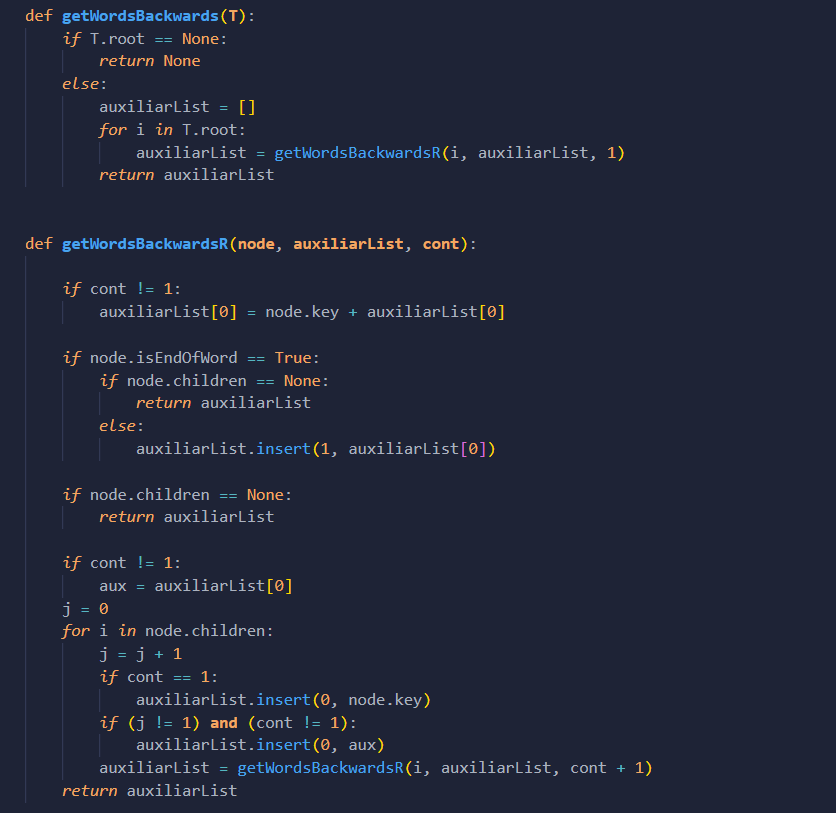 def getWordsBackwards(T):
    if T.root == None:
        return None
    else:
        auxiliarList = []
        for i in T.root:
            auxiliarList = getWordsBackwardsR(i, auxiliarList, 1)
        return auxiliarList
def getWordsBackwardsR(node, auxiliarList, cont):
    if cont != 1:
        auxiliarList[0] = node.key + auxiliarList[0]
    if node.isEndOfWord == True:
        if node.children == None:
            return auxiliarList
        else:
            auxiliarList.insert(1, auxiliarList[0])
    if node.children == None:
        return auxiliarList
    if cont != 1:
        aux = auxiliarList[0]
    j = 0
    for i in node.children:
        j = j + 1
        if cont == 1:
            auxiliarList.insert(0, node.key)
        if (j != 1) and (cont != 1):
            auxiliarList.insert(0, aux)
        auxiliarList = getWordsBackwardsR(i, auxiliarList, cont + 1)
    return auxiliarList